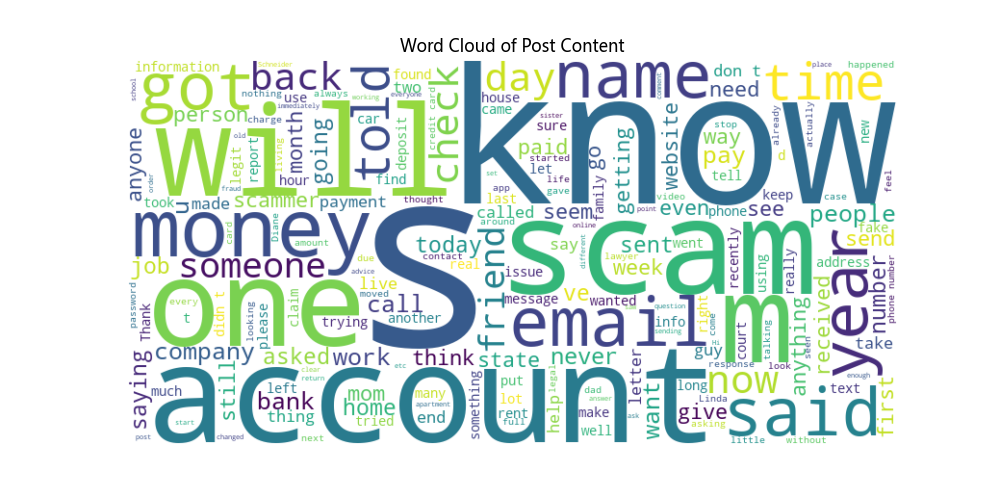 Word Cloud of Post Content
information
Schneider
school
got
back
nothing
use
immediately
always
told
found
two
working
everyone
check
credit card
know
will
day
house
came
name
don t
need
comment
time
place
happened
person
charge
month
going
car
deposit
find
sister
sure
paid
started
let
life
go
getting
website
way
pay
stop
tell
d
already
actually
new
anyone
legit
report
old
living
hour
order
fraud
took
u
made
scammer
payment
thought
set
app
last
gave
family
video
keep
case
feel
money
s
called
around
seem
online
point
even
phone
see
people
fake
card
Diane
amount
today
contact
real
friend
scam
say
different
lawyer
sent
went
week
recently
using
really
address
send
job
someone
due
advice
live
moved
issue
message
wanted
ve
year
number
phone number
password
Thank
every
t
one
didn t
looking
please
claim
trying
call
another
email
id
question
info
sending
right
come
m
court
talking
seen
anything
received
take
saying
company
asked
clear
return
work
etc
think
state
never
guy
Hi
response
look
enough
text
first
much
still
account
left
bank
thing
mom
home
tried
many
end
something
put
lot
rent
full
help
legal
dad
answer
make
well
letter
ask
want
long
give
Linda
asking
now
said
little
without
post
start
changed
next
apartment